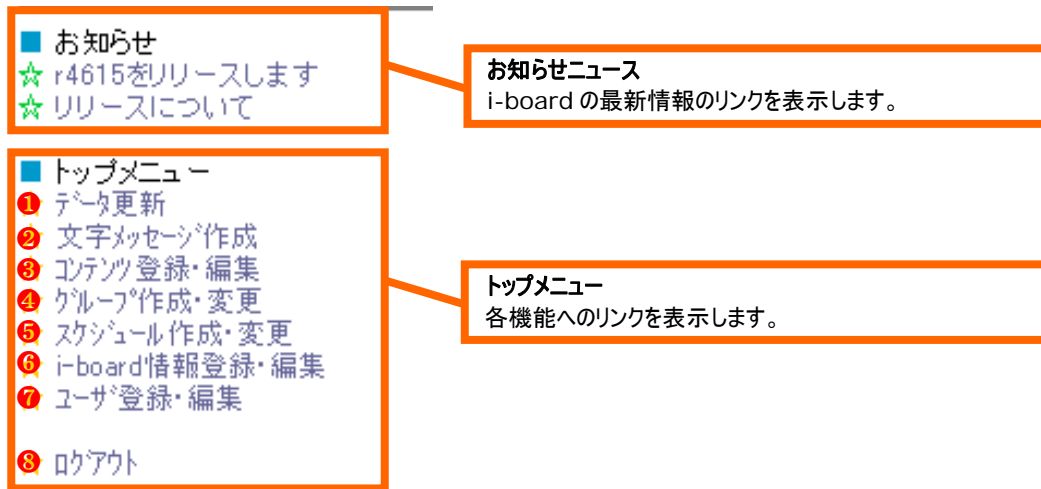 ■ お知らせ
☆ r4615をリリースします
☆ リリースについて
お知らせニュース
i-board の最新情報のリンクを表示します。
■ トップメニュー
❶ ﾃﾞｰﾀ更新
❷ 文字ﾒｯｾｰｼﾞ作成
❸ ｺﾝﾃﾝﾂ登録・編集
❹ ｸﾞﾙｰﾌﾟ作成・変更
❺ ｽｹｼﾞｭｰﾙ作成・変更
❻ i-board情報登録・編集
❼ ﾕｰｻﾞ登録・編集
❽ ﾛｸﾞｱｳﾄ
トップメニュー
各機能へのリンクを表示します。